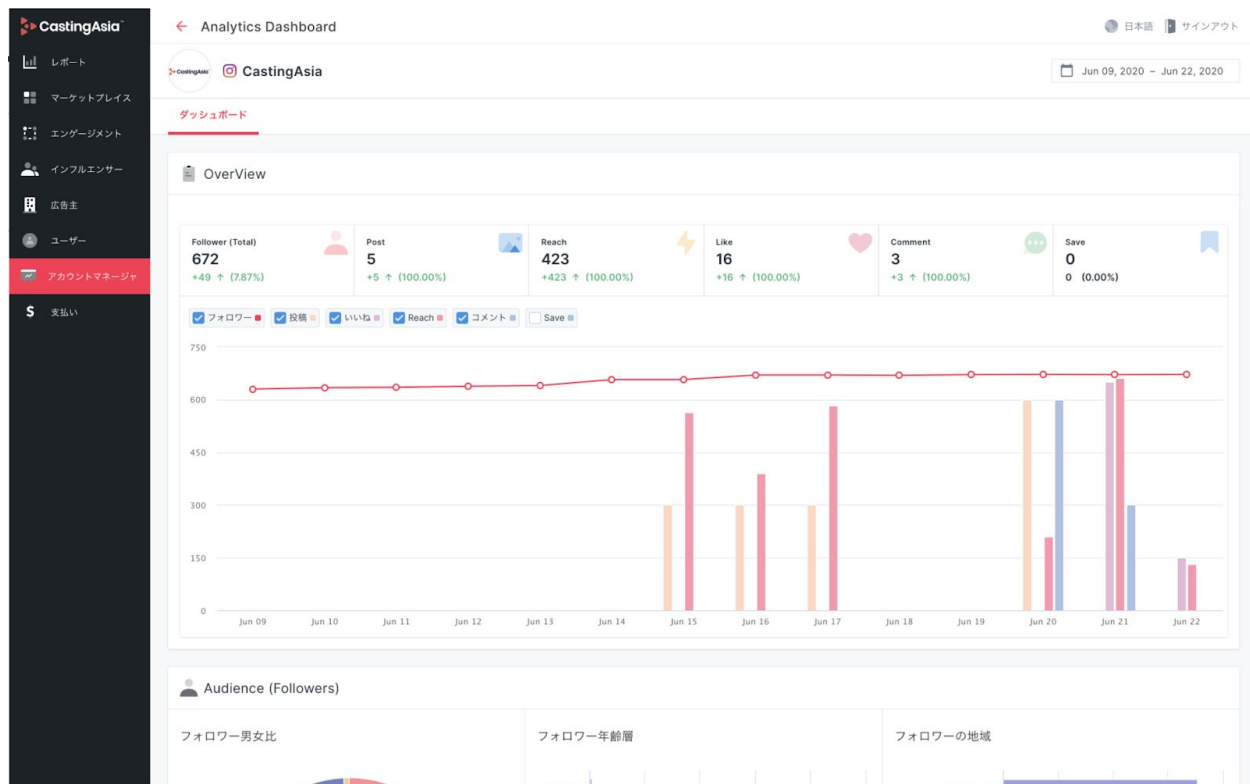 CastingAsia
Analytics Dashboard
日本語 サインアウト
CastingAsia
CastingAsia
Jun 09, 2020 – Jun 22, 2020
レポート
マーケットプレイス
エンゲージメント
インフルエンサー
広告主
ユーザー
アカウントマネージャ
支払い
ダッシュボード
OverView
Follower (Total)
672
+49 ↑ (7.87%)
Post
5
+5 ↑ (100.00%)
Reach
423
+423 ↑ (100.00%)
Like
16
+16 ↑ (100.00%)
Comment
3
+3 ↑ (100.00%)
Save
0
0 (0.00%)
フォロワー 投稿 いいね Reach コメント Save
750
600
450
300
150
0
Jun 09 Jun 10 Jun 11 Jun 12 Jun 13 Jun 14 Jun 15 Jun 16 Jun 17 Jun 18 Jun 19 Jun 20 Jun 21 Jun 22
Audience (Followers)
フォロワー男女比
フォロワー年齢層
フォロワーの地域